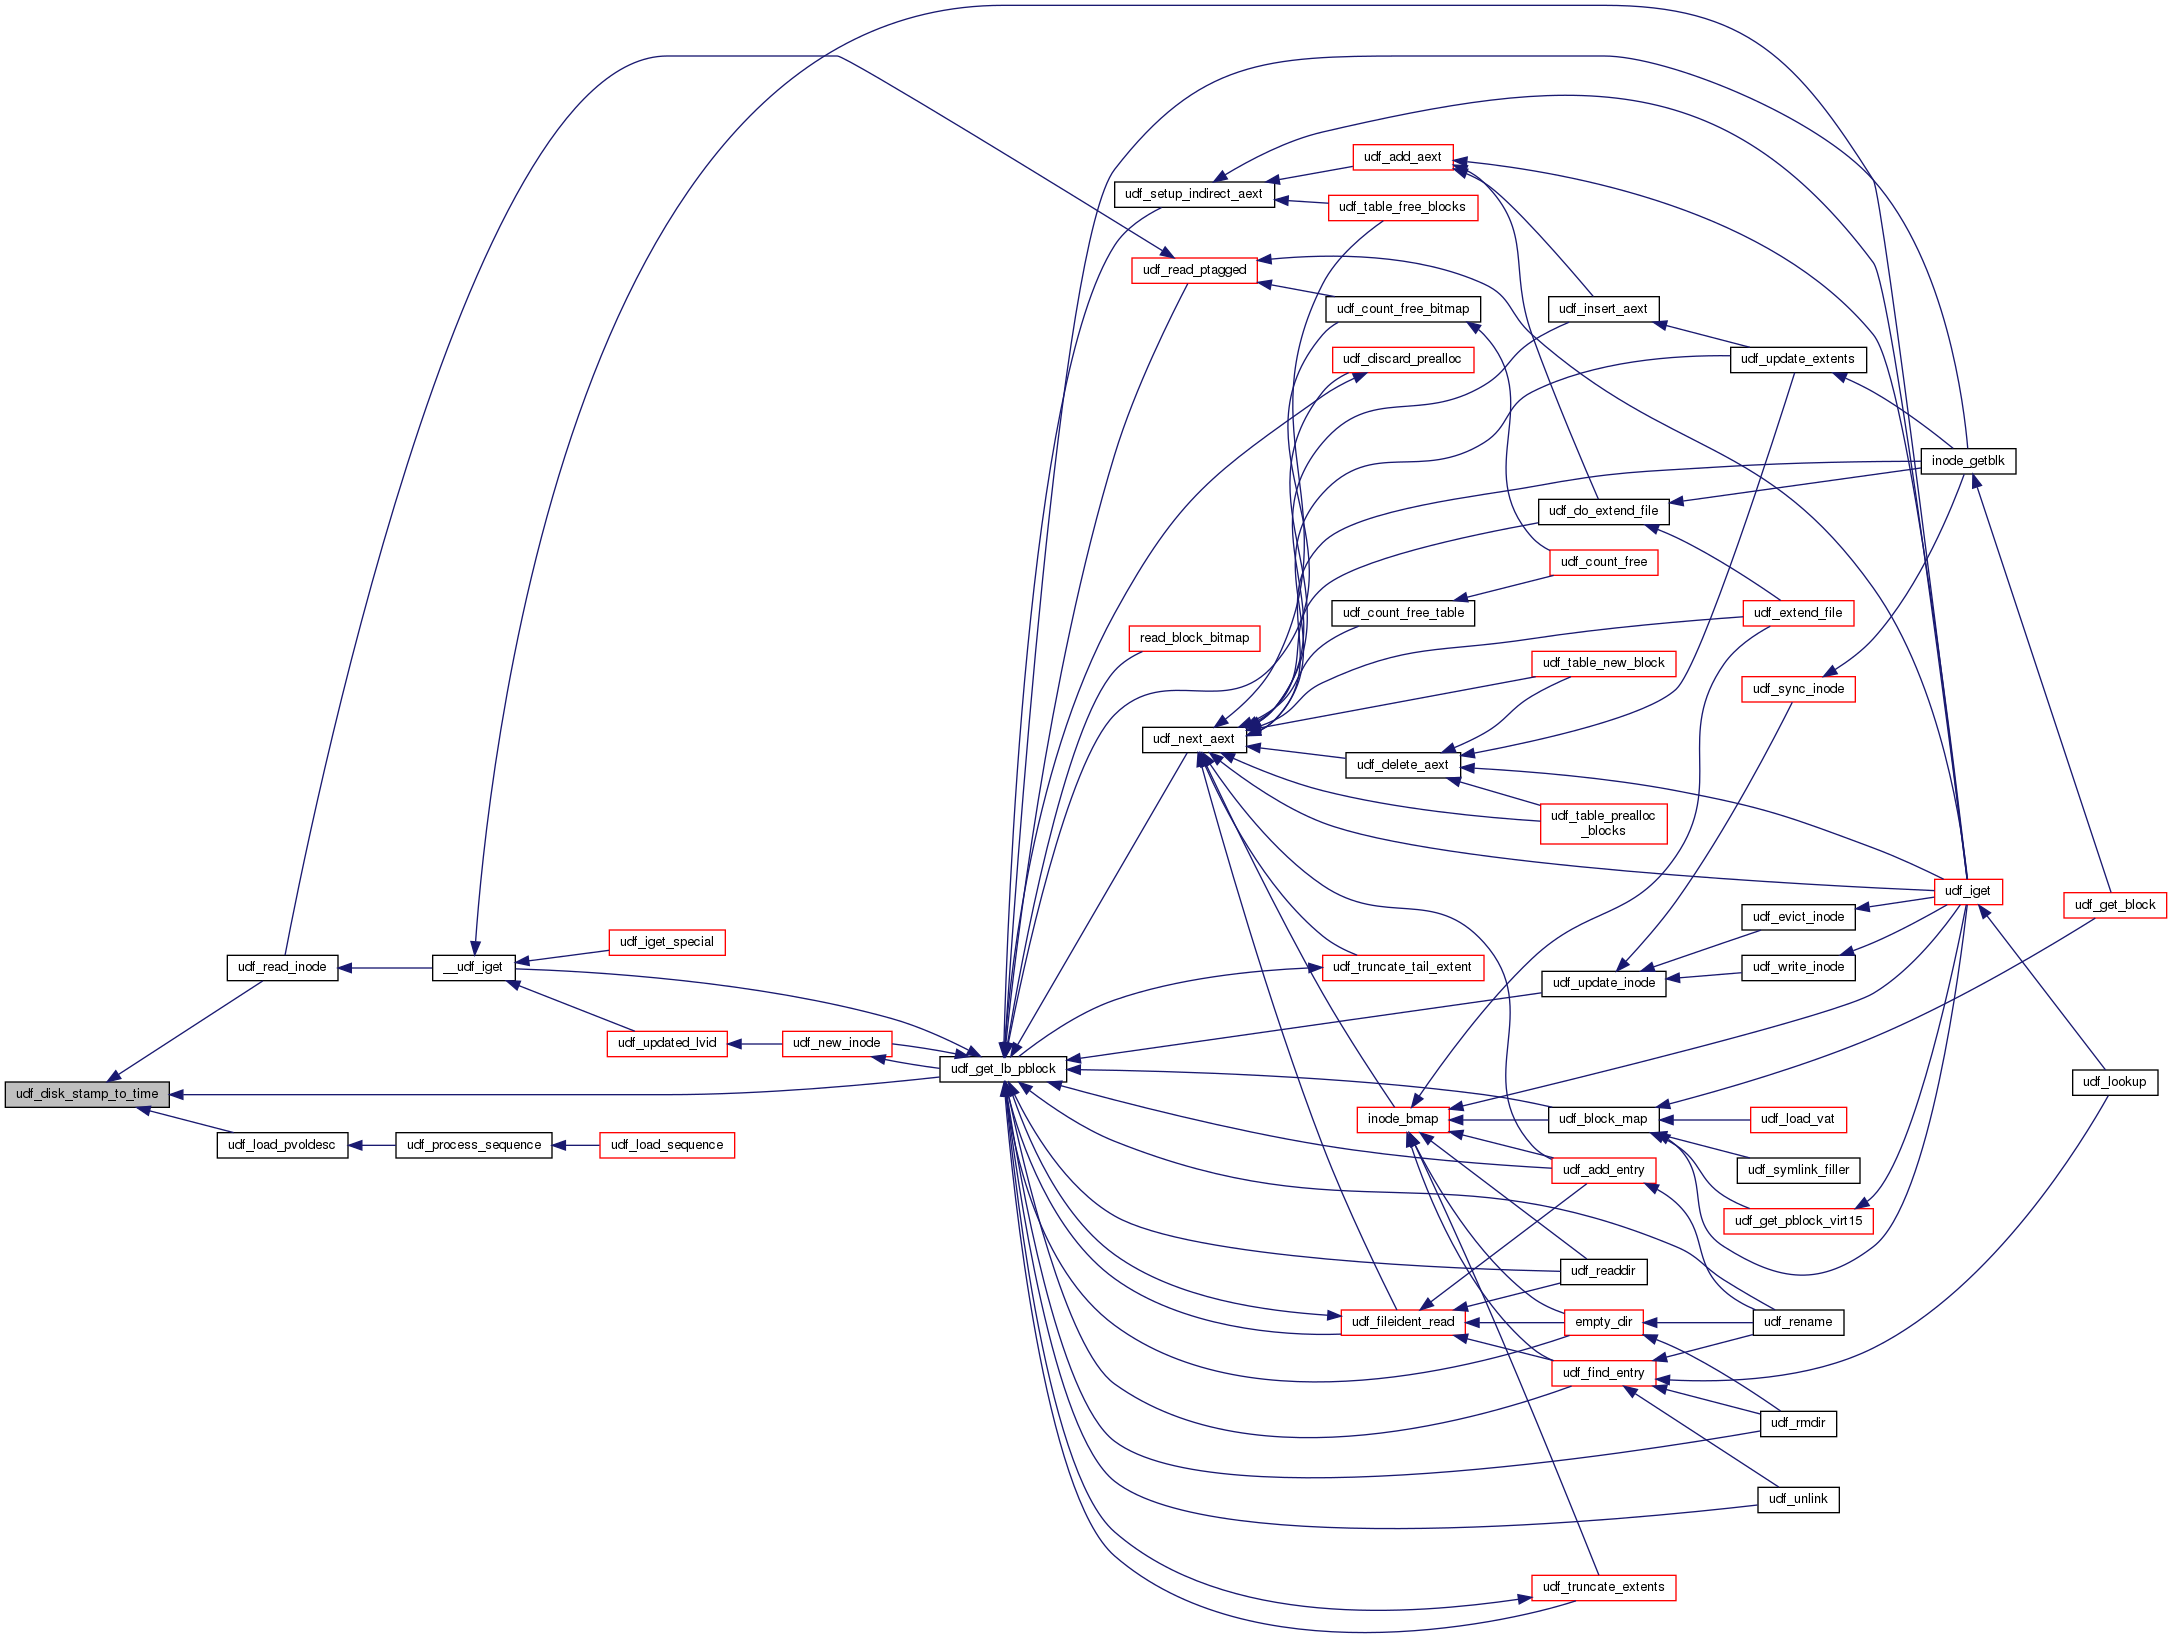 udf_disk_stamp_to_time
udf_read_inode
udf_load_pvoldesc
__udf_iget
udf_process_sequence
udf_iget_special
udf_updated_lvid
udf_load_sequence
udf_new_inode
udf_get_lb_pblock
udf_setup_indirect_aext
udf_read_ptagged
read_block_bitmap
udf_next_aext
udf_add_aext
udf_table_free_blocks
udf_count_free_bitmap
udf_discard_prealloc
udf_count_free_table
udf_delete_aext
udf_truncate_tail_extent
inode_bmap
udf_fileident_read
udf_insert_aext
udf_do_extend_file
udf_count_free
udf_table_new_block
udf_table_prealloc
_blocks
udf_update_inode
udf_block_map
udf_add_entry
udf_readdir
empty_dir
udf_find_entry
udf_truncate_extents
udf_update_extents
udf_extend_file
udf_sync_inode
udf_evict_inode
udf_write_inode
udf_load_vat
udf_symlink_filler
udf_get_pblock_virt15
udf_rename
udf_rmdir
udf_unlink
inode_getblk
udf_iget
udf_get_block
udf_lookup